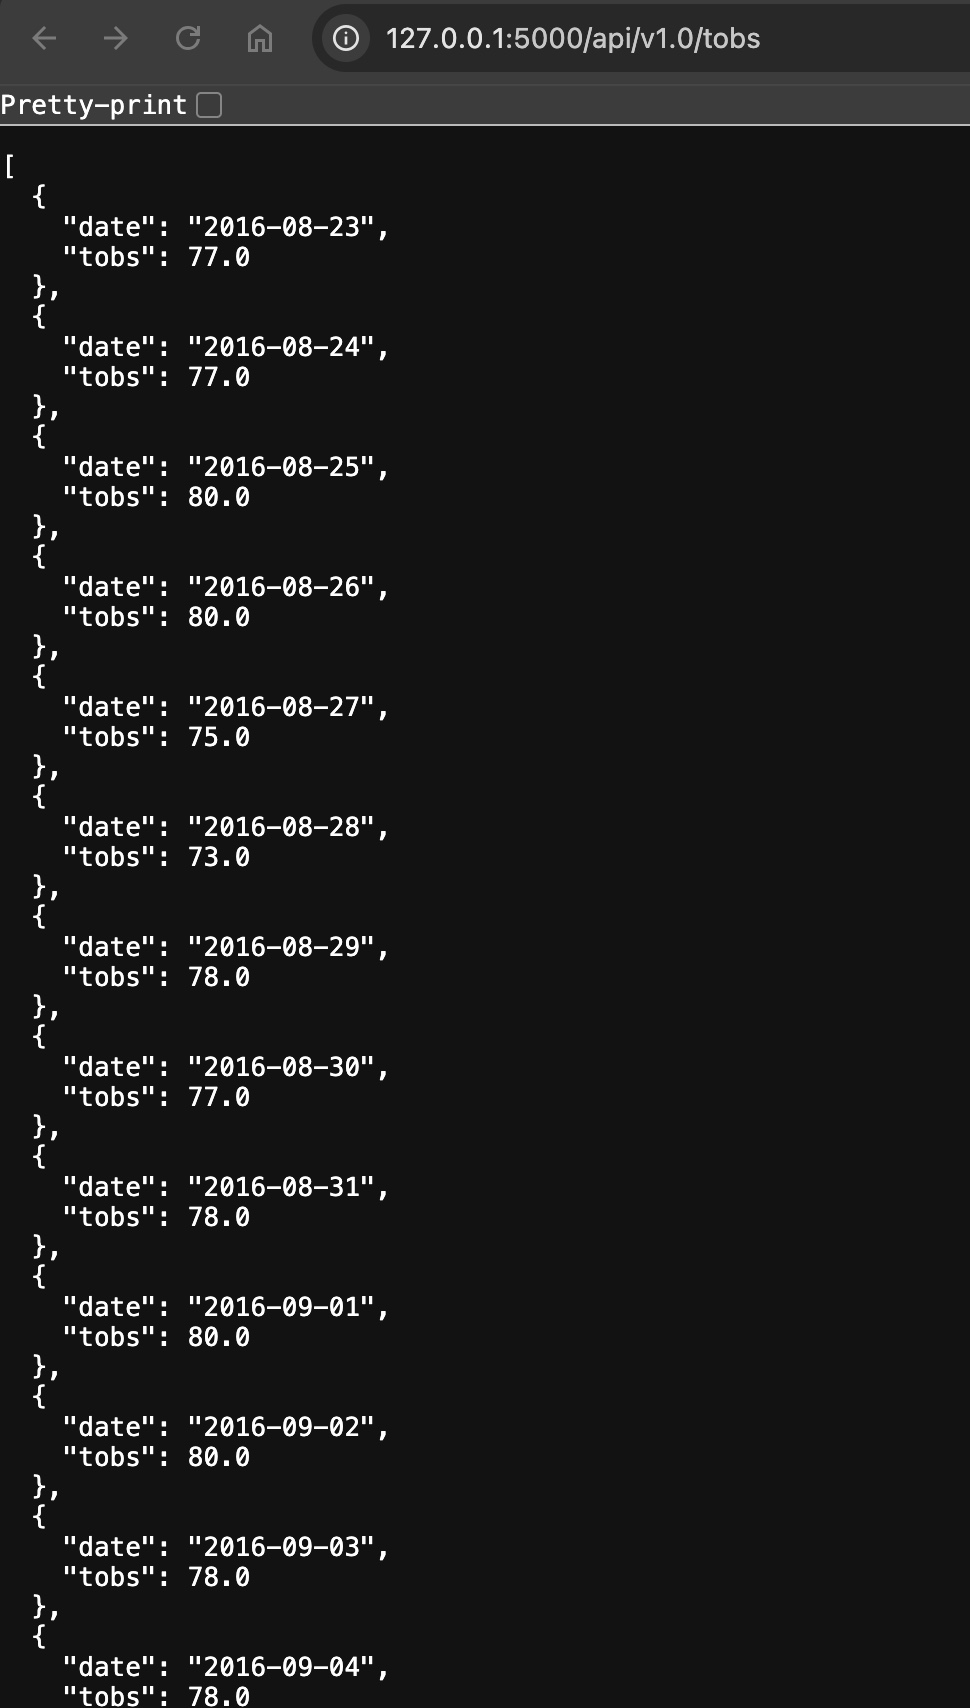 127.0.0.1:5000/api/v1.0/tobs
Pretty-print
[
  {
    "date": "2016-08-23",
    "tobs": 77.0
  },
  {
    "date": "2016-08-24",
    "tobs": 77.0
  },
  {
    "date": "2016-08-25",
    "tobs": 80.0
  },
  {
    "date": "2016-08-26",
    "tobs": 80.0
  },
  {
    "date": "2016-08-27",
    "tobs": 75.0
  },
  {
    "date": "2016-08-28",
    "tobs": 73.0
  },
  {
    "date": "2016-08-29",
    "tobs": 78.0
  },
  {
    "date": "2016-08-30",
    "tobs": 77.0
  },
  {
    "date": "2016-08-31",
    "tobs": 78.0
  },
  {
    "date": "2016-09-01",
    "tobs": 80.0
  },
  {
    "date": "2016-09-02",
    "tobs": 80.0
  },
  {
    "date": "2016-09-03",
    "tobs": 78.0
  },
  {
    "date": "2016-09-04",
    "tobs": 78.0